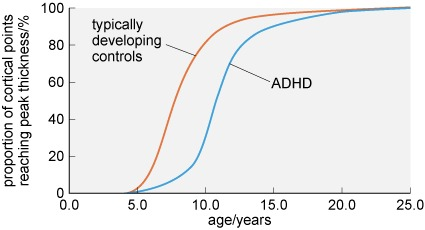 proportion of cortical points
reaching peak thickness/%
100
80
60
40
20
0
typically
developing
controls
ADHD
0.0
5.0
10.0
15.0
20.0
25.0
age/years